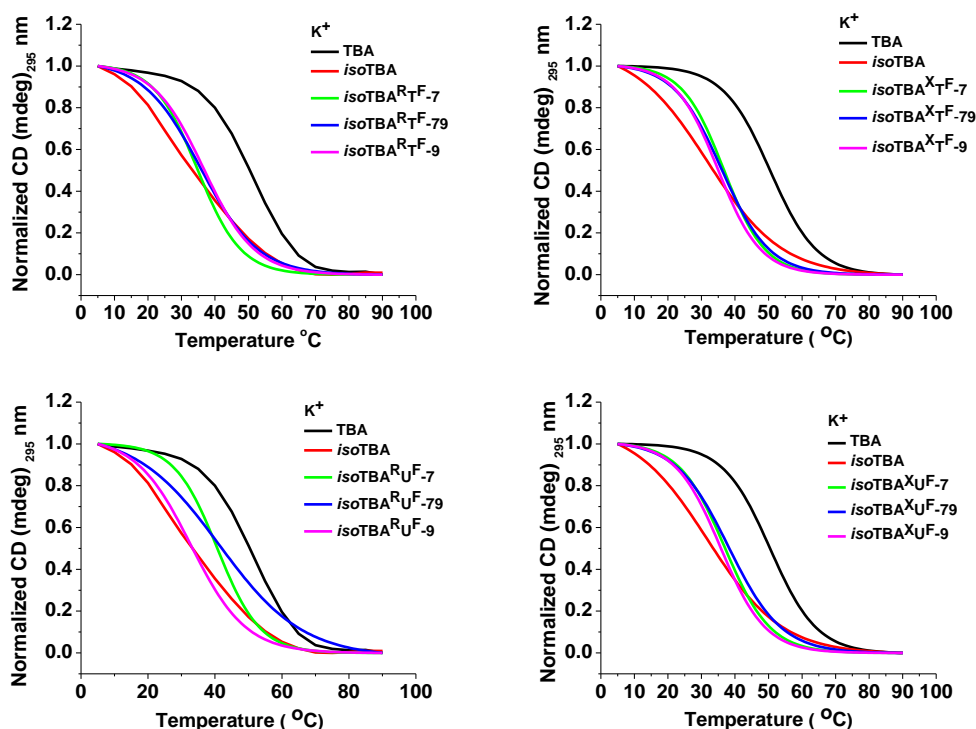 Normalized CD (mdeg)295 nm
1.2
1.0
0.8
0.6
0.4
0.2
0.0
K+
TBA
isoTBA
isoTBARTF-7
isoTBARTF-79
isoTBARTF-9
0 10 20 30 40 50 60 70 80 90 100
Temperature oC
Normalized CD (mdeg) 295 nm
1.2
1.0
0.8
0.6
0.4
0.2
0.0
K+
TBA
isoTBA
isoTBAXTF-7
isoTBAXTF-79
isoTBAXTF-9
0 10 20 30 40 50 60 70 80 90 100
Temperature ( OC)
Normalized CD (mdeg) 295 nm
1.2
1.0
0.8
0.6
0.4
0.2
0.0
K+
TBA
isoTBA
isoTBARUF-7
isoTBARUF-79
isoTBARUF-9
0 20 40 60 80 100
Temperature ( OC)
Normalized CD (mdeg) 295 nm
1.2
1.0
0.8
0.6
0.4
0.2
0.0
K+
TBA
isoTBA
isoTBAXUF-7
isoTBAXUF-79
isoTBAXUF-9
0 10 20 30 40 50 60 70 80 90 100
Temperature ( OC)